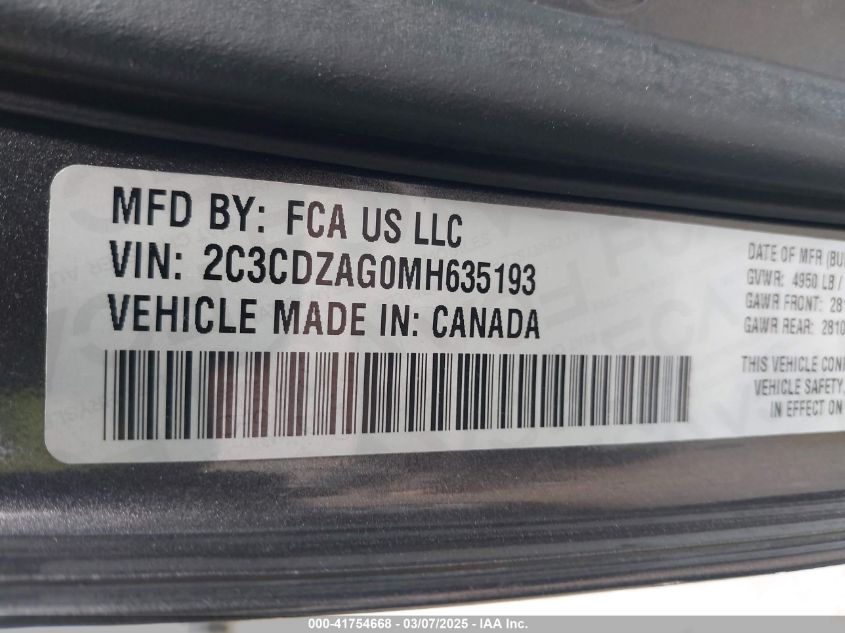 MFD BY: FCA US LLC
VIN: 2C3CDZAG0MH635193
VEHICLE MADE IN: CANADA
DATE OF MFR
GVWR: 4950 LB /
GAWR FRONT: 281
GAWR REAR: 2810
THIS VEHICLE
VEHICLE SAFETY,
IN EFFECT ON
000-41754668 - 03/07/2025 - IAA Inc.